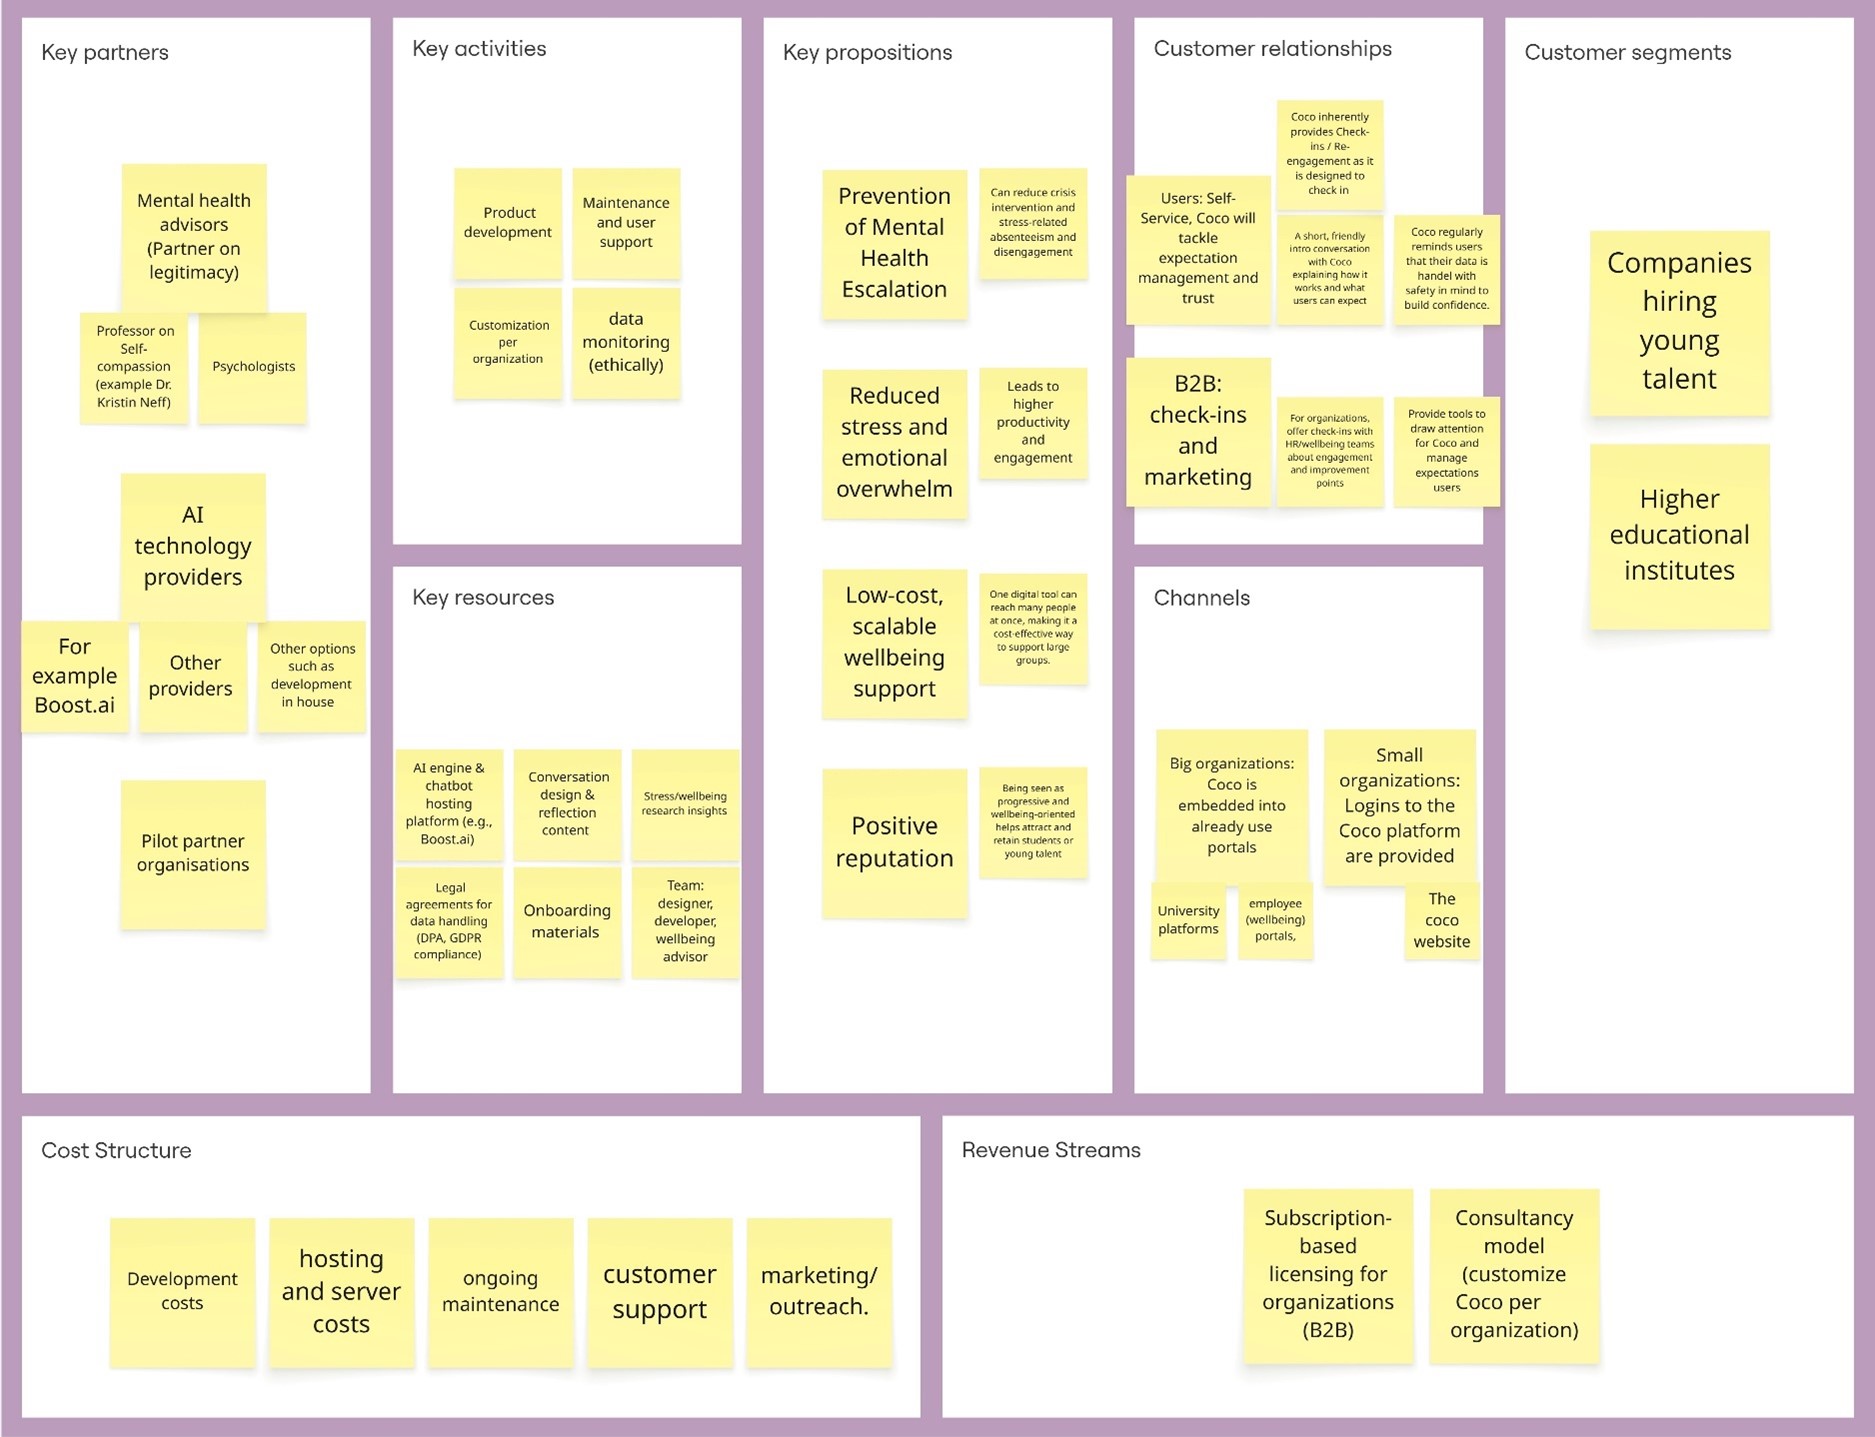 Key partners
Mental health
advisors
(Partner on
legitimacy)
Professor on
Self-
compassion
(example Dr.
Kristin Neff)
Psychologists
AI
technology
providers
For
example
Boost.ai
Other
providers
Other options
such as
development
in house
Pilot partner
organisations
Key activities
Product
development
Maintenance
and user
support
Customization
per
organization
data
monitoring
(ethically)
Key resources
AI engine &
chatbot
hosting
platform (e.g.,
Boost.ai)
Conversation
design &
reflection
content
Stress/wellbeing
research insights
Legal
agreements for
data handling
(DPA, GDPR
compliance)
Onboarding
materials
Team:
designer,
developer,
wellbeing
advisor
Key propositions
Prevention
of Mental
Health
Escalation
Can reduce crisis
intervention and
stress-related
absenteeism and
disengagement
Reduced
stress and
emotional
overwhelm
Leads to
higher
productivity
and
engagement
Low-cost,
scalable
wellbeing
support
One digital tool can
reach many people
at once, making it a
cost-effective way
to support large
groups.
Positive
reputation
Being seen as
progressive and
wellbeing-oriented
helps attract and
retain students or
young talent
Customer relationships
Coco inherently
provides Check-
ins / Re-
engagement as it
is designed to
check in
Users: Self-
Service, Coco will
tackle
expectation
management and
trust
A short, friendly
intro conversation
with Coco
explaining how it
works and what
users can expect
Coco regularly
reminds users
that their data is
handel with
safety in mind to
build confidence.
B2B:
check-ins
and
marketing
For organizations,
offer check-ins with
HR/wellbeing teams
about engagement
and improvement
points
Provide tools to
draw attention
for Coco and
manage
expectations
users
Channels
Big organizations:
Coco is
embedded into
already use
portals
Small
organizations:
Logins to the
Coco platform
are provided
University
platforms
employee
(wellbeing)
portals,
The
coco
website
Customer segments
Companies
hiring
young
talent
Higher
educational
institutes
Cost Structure
Development
costs
hosting
and server
costs
ongoing
maintenance
customer
support
marketing/
outreach.
Revenue Streams
Subscription-
based
licensing for
organizations
(B2B)
Consultancy
model
(customize
Coco per
organization)